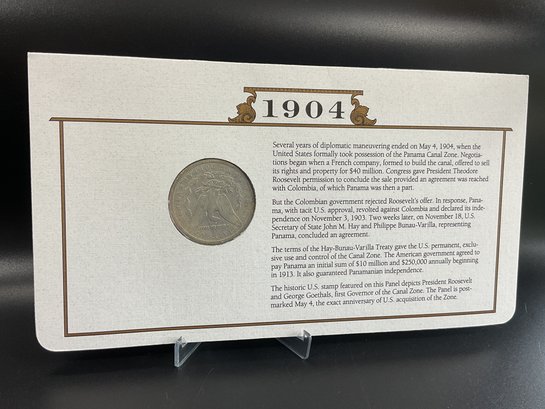 1904
Several years of diplomatic maneuvering ended on May 4, 1904, when the
United States formally took possession of the Panama Canal Zone. Negotia-
tions began when a French company, formed to build the canal, offered to sell
its rights and property for $40 million. Congress gave President Theodore
Roosevelt permission to conclude the sale provided an agreement was reached
with Colombia, of which Panama was then a part.
But the Colombian government rejected Roosevelt's offer. In response, Pana-
ma, with tacit U.S. approval, revolted against Colombia and declared its inde-
pendence on November 3, 1903. Two weeks later, on November 18, U.S.
Secretary of State John M. Hay and Philippe Bunau-Varilla, representing
Panama, concluded an agreement.
The terms of the Hay-Bunau-Varilla Treaty gave the U.S. permanent, exclu-
sive use and control of the Canal Zone. The American government agreed to
pay Panama an initial sum of $10 million and $250,000 annually beginning
in 1913. It also guaranteed Panamanian independence.
The historic U.S. stamp featured on this Panel depicts President Roosevelt
and George Goethals, first Governor of the Canal Zone. The Panel is post-
marked May 4, the exact anniversary of U.S. acquisition of the Zone.